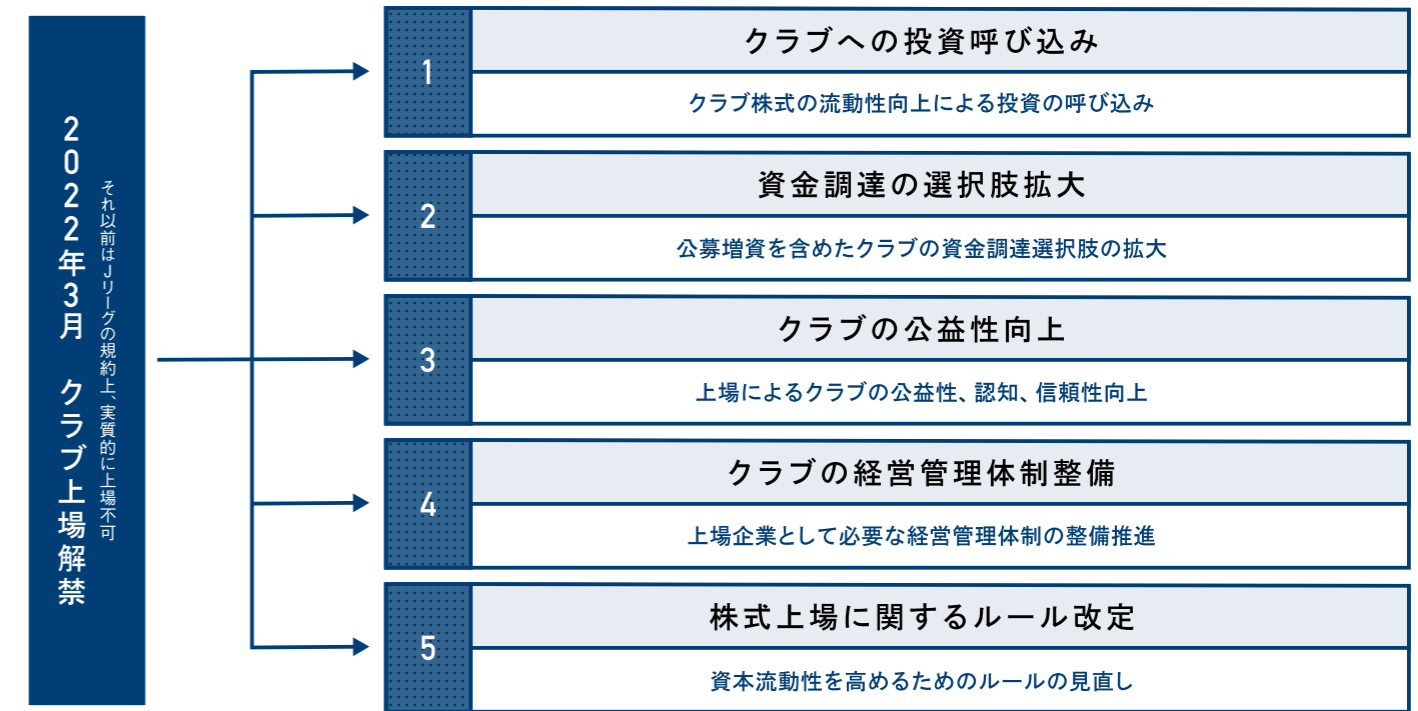 2022年3月 クラブ上場解禁
それ以前はJリーグの規約上、実質的に上場不可
1
クラブへの投資呼び込み
クラブ株式の流動性向上による投資の呼び込み
2
資金調達の選択肢拡大
公募増資を含めたクラブの資金調達選択肢の拡大
3
クラブの公益性向上
上場によるクラブの公益性、認知、信頼性向上
4
クラブの経営管理体制整備
上場企業として必要な経営管理体制の整備推進
5
株式上場に関するルール改定
資本流動性を高めるためのルールの見直し